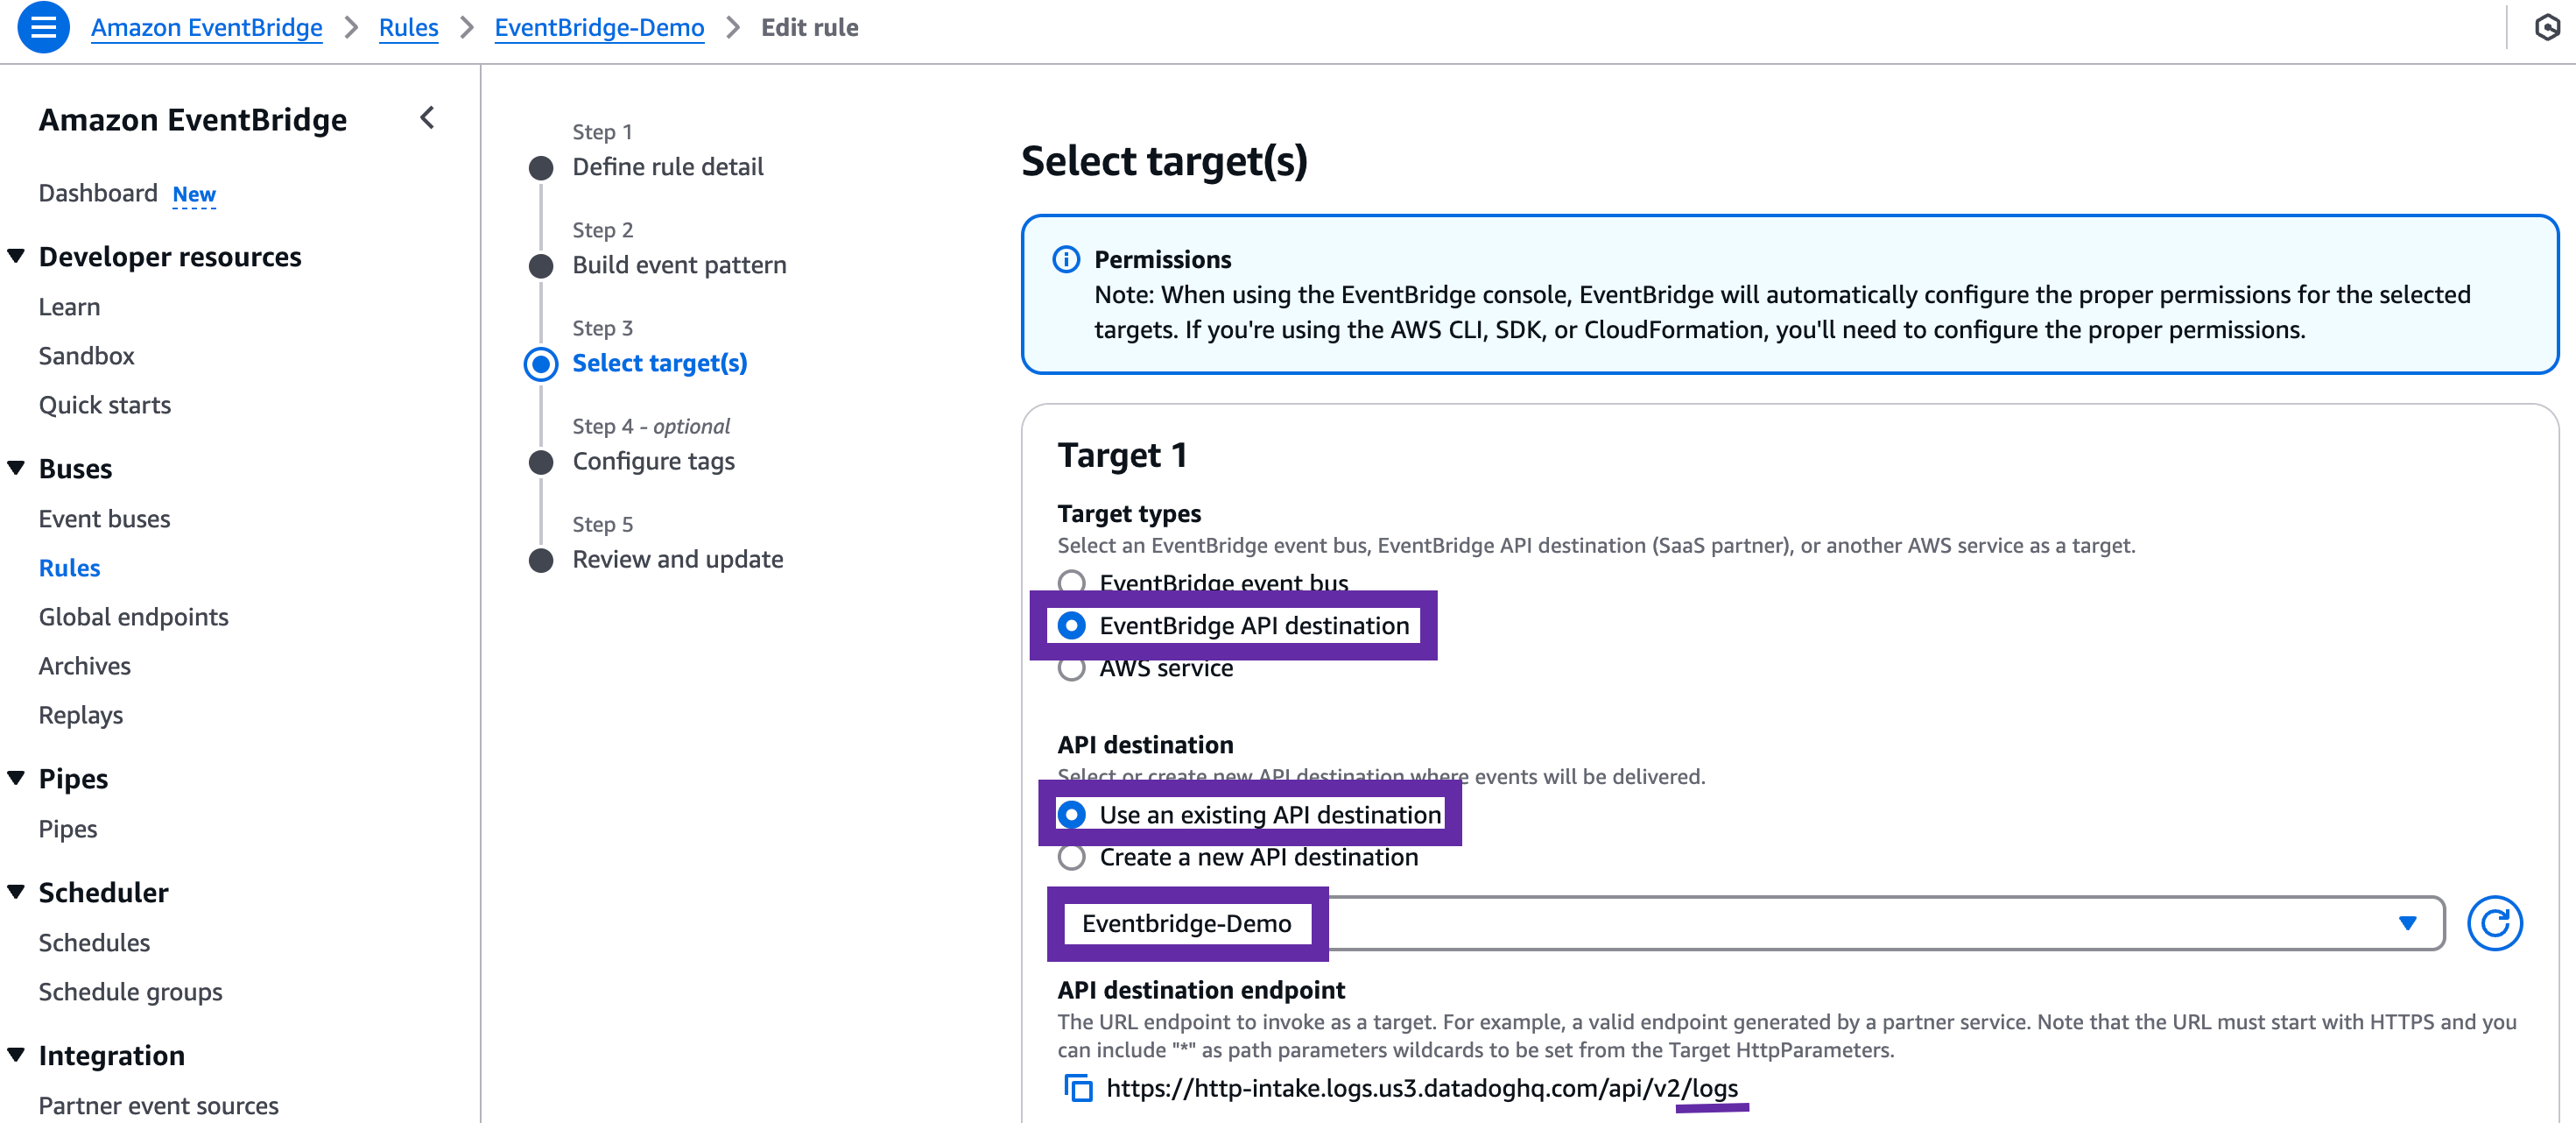 Amazon EventBridge > Rules > EventBridge-Demo > Edit rule
Amazon EventBridge
Dashboard New
Developer resources
Learn
Sandbox
Quick starts
Buses
Event buses
Rules
Global endpoints
Archives
Replays
Pipes
Pipes
Scheduler
Schedules
Schedule groups
Integration
Partner event sources
Step 1
Define rule detail
Step 2
Build event pattern
Step 3
Select target(s)
Step 4 - optional
Configure tags
Step 5
Review and update
Select target(s)
Permissions
Note: When using the EventBridge console, EventBridge will automatically configure the proper permissions for the selected
targets. If you're using the AWS CLI, SDK, or CloudFormation, you'll need to configure the proper permissions.
Target 1
Target types
Select an EventBridge event bus, EventBridge API destination (SaaS partner), or another AWS service as a target.
EventBridge event bus
EventBridge API destination
AWS service
API destination
Select or create new API destination where events will be delivered.
Use an existing API destination
Create a new API destination
Eventbridge-Demo
API destination endpoint
The URL endpoint to invoke as a target. For example, a valid endpoint generated by a partner service. Note that the URL must start with HTTPS and you
can include "*" as path parameters wildcards to be set from the Target HttpParameters.
https://http-intake.logs.us3.datadoghq.com/api/v2/logs